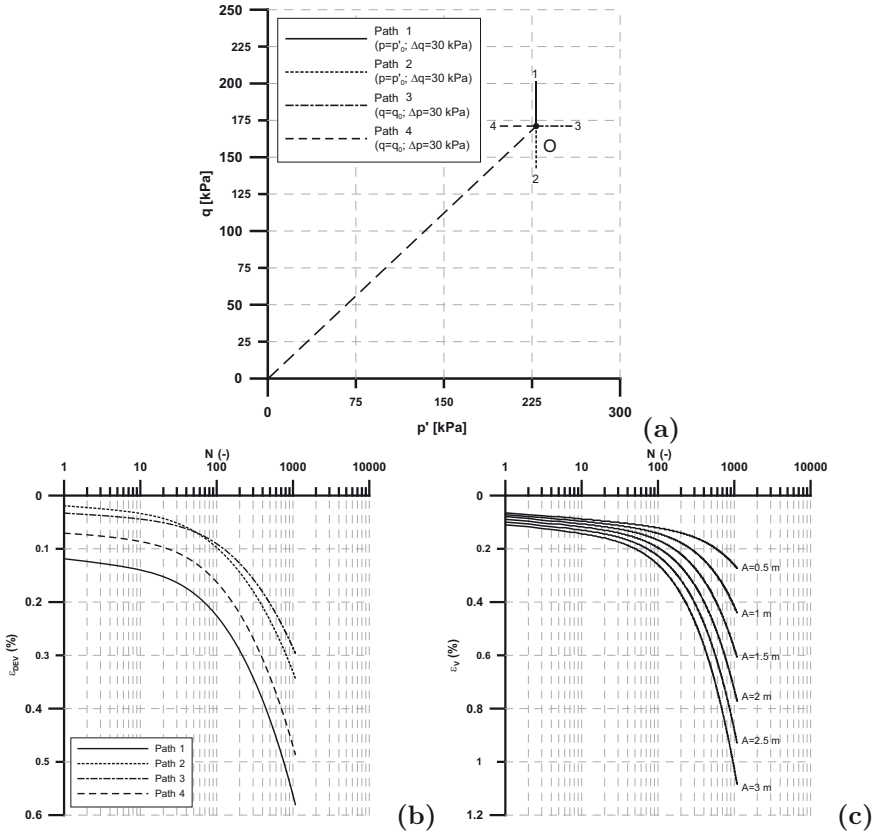 250
225
200
175
150
125
100
75
50
25
0
q [kPa]
0
75
150
225
300
p' [kPa]
Path 1
(p=p'0; Δq=30 kPa)
Path 2
(p=p'0; Δq=30 kPa)
Path 3
(q=q0; Δp=30 kPa)
Path 4
(q=q0; Δp=30 kPa)
1
4
3
O
2
(a)
N (-)
1
10
100
1000
10000
0
0.1
0.2
0.3
0.4
0.5
0.6
εDEV (%)
Path 1
Path 2
Path 3
Path 4
(b)
N (-)
1
10
100
1000
10000
0
0.2
0.4
0.6
0.8
1
1.2
εV (%)
A=0.5 m
A=1 m
A=1.5 m
A=2 m
A=2.5 m
A=3 m
(c)